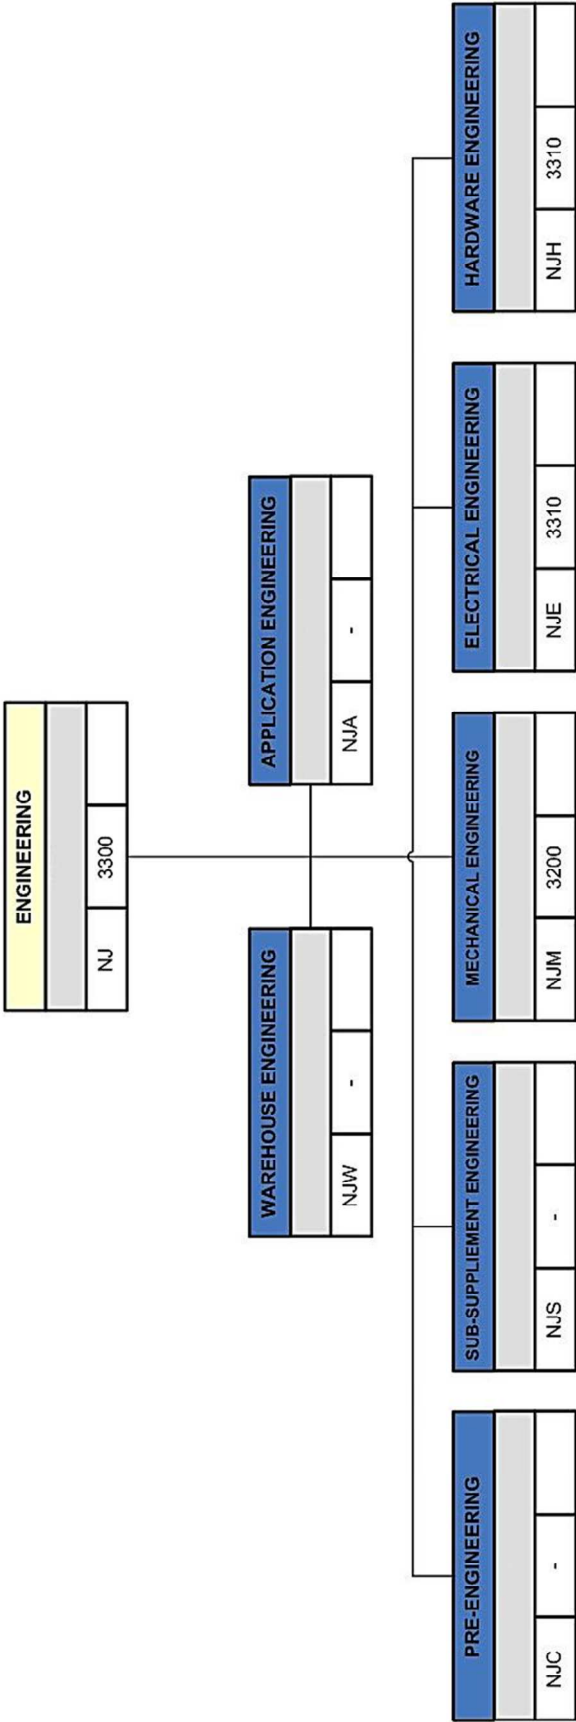 ENGINEERING
NJ 3300
WAREHOUSE ENGINEERING
NJW -
APPLICATION ENGINEERING
NJA -
PRE-ENGINEERING
NJC -
SUB-SUPPLIEMENT ENGINEERING
NJS -
MECHANICAL ENGINEERING
NJM 3200
ELECTRICAL ENGINEERING
NJE 3310
HARDWARE ENGINEERING
NJH 3310